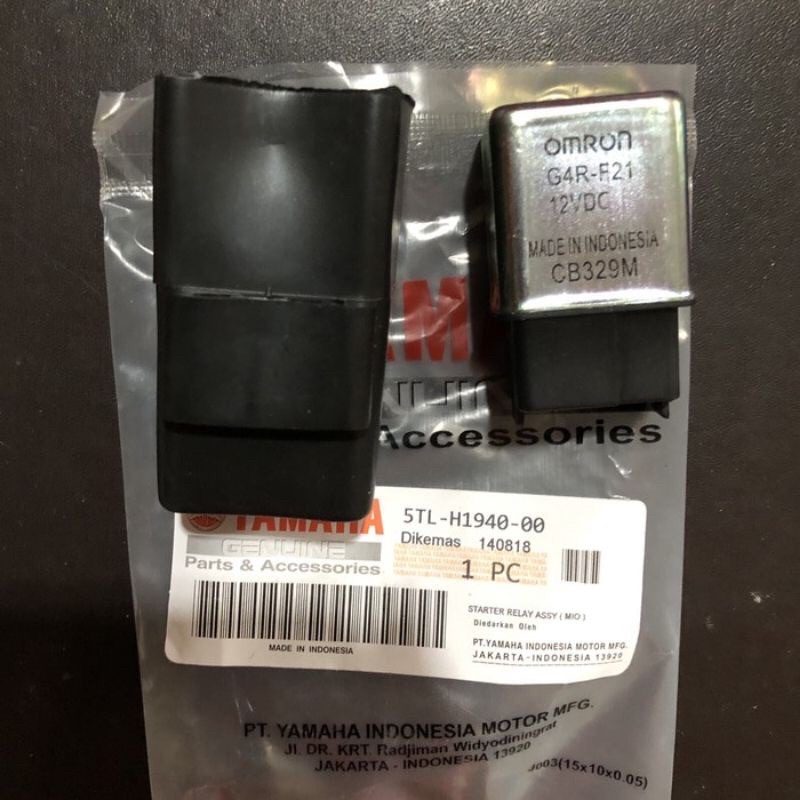 OMRON
G4R-F21
12VDC
MADE IN INDONESIA
CB329M
Accessories
YAMAHA
GENUINE
Parts & Accessories
MADE IN INDONESIA
5TL-H1940-00
Dikemas 140818
1 PC
STARTER RELAY ASSY ( MIO )
Diedarkan Oleh
PT.YAMAHA INDONESIA MOTOR MFG.
JAKARTA-INDONESIA 13920
PT. YAMAHA INDONESIA MOTOR MFG.
Jl. DR. KRT. Radjiman Widyodiningrat
JAKARTA - INDONESIA 13920
J003(15x10x0.05)